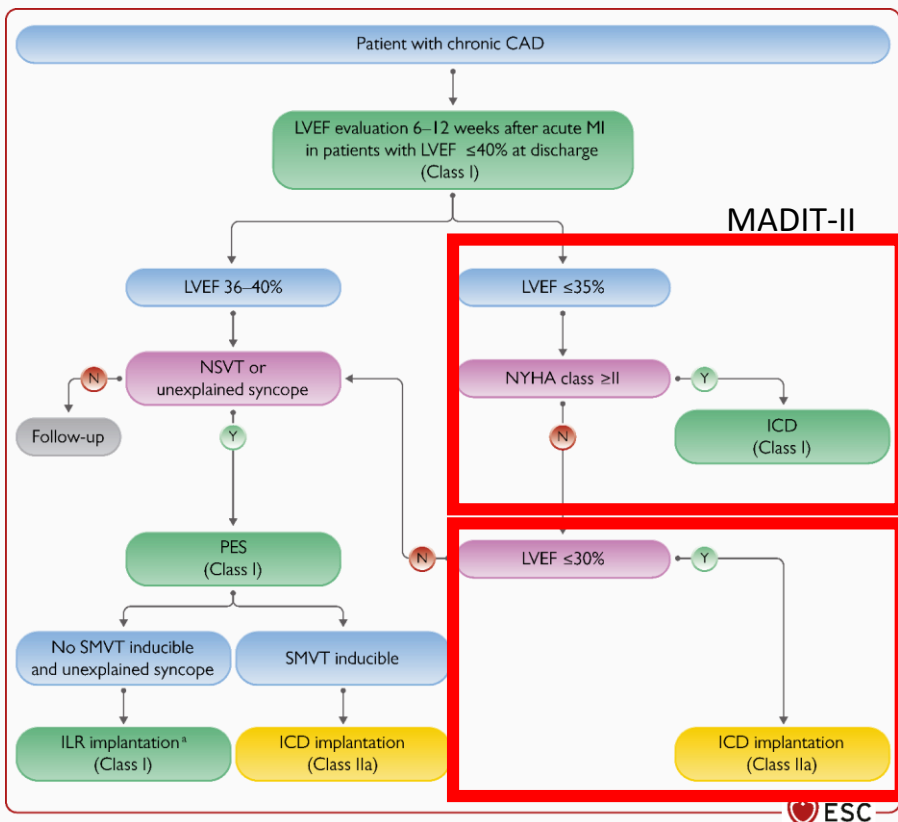 Patient with chronic CAD
LVEF evaluation 6–12 weeks after acute MI
in patients with LVEF ≤40% at discharge
(Class I)
MADIT-II
LVEF 36–40%
LVEF ≤35%
NSVT or
unexplained syncope
N
Follow-up
Y
NYHA class ≥II
Y
ICD
(Class I)
N
PES
(Class I)
N
LVEF ≤30%
Y
No SMVT inducible
and unexplained syncope
SMVT inducible
ILR implantationᵃ
(Class I)
ICD implantation
(Class IIa)
ICD implantation
(Class IIa)
ESC